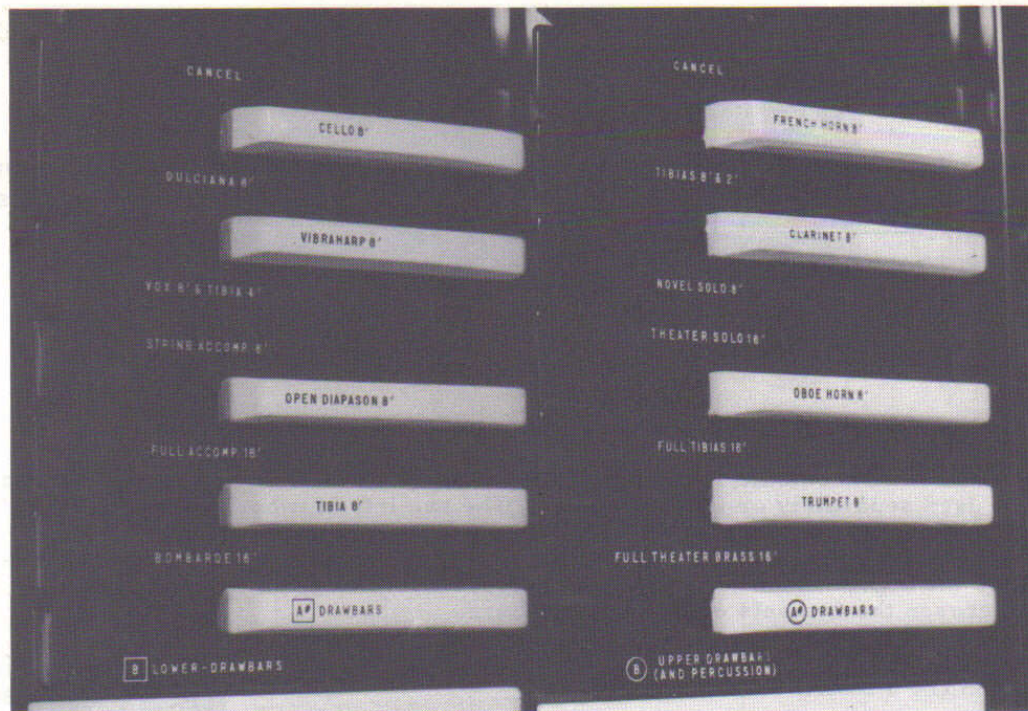 CANCEL
CELLO 8'
DULCIANA 8'
VIBRAHARP 8'
VOX 8' & TIBIA 4'
STRING ACCOMP. 8'
OPEN DIAPASON 8'
FULL ACCOMP. 16'
TIBIA 8'
BOMBARDE 16'
A# DRAWBARS
B LOWER-DRAWBARS
CANCEL
FRENCH HORN 8'
TIBIAS 8' & 2'
CLARINET 8'
NOVEL SOLO 8'
THEATER SOLO 16'
OBOE HORN 8'
FULL TIBIAS 16'
TRUMPET 8'
FULL THEATER BRASS 16'
A# DRAWBARS
B UPPER DRAWBARS
(AND PERCUSSION)